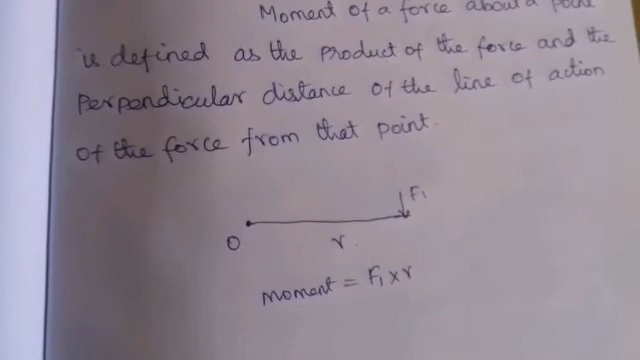 Moment of a force about a point
is defined as the product of the force and the
Perpendicular distance of the line of action
of the force from that point.
F1
O
r
moment = F1 x r